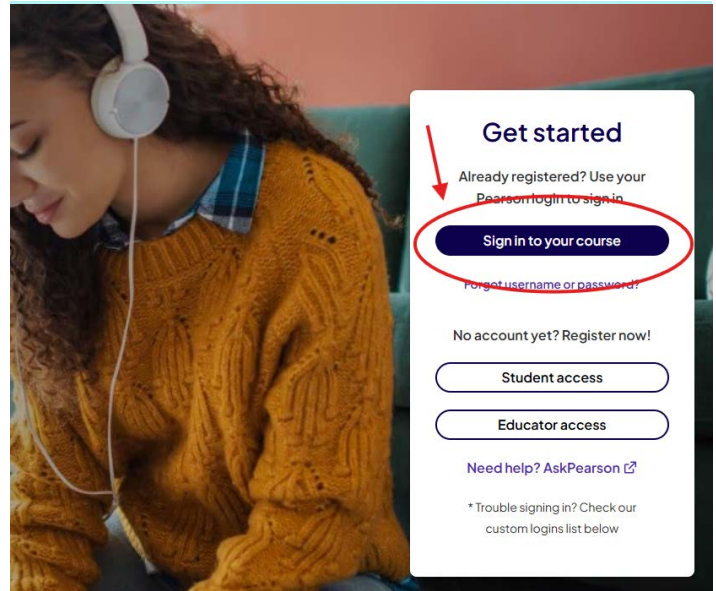 Get started
Already registered? Use your
Pearson login to sign in
Sign in to your course
Forgot username or password?
No account yet? Register now!
Student access
Educator access
Need help? AskPearson
* Trouble signing in? Check our
custom logins list below